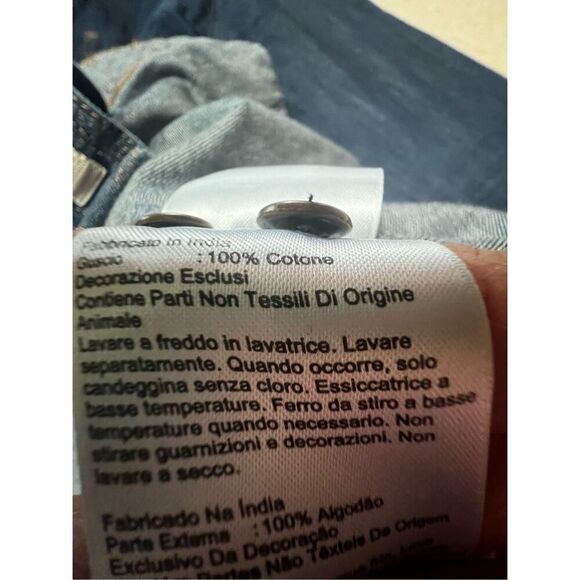 Fabbricato In India
Guscio : 100% Cotone
Decorazione Esclusi
Contiene Parti Non Tessili Di Origine
Animale
Lavare a freddo in lavatrice. Lavare
separatamente. Quando occorre, solo
candeggina senza cloro. Essiccatrice a
basse temperature. Ferro da stiro a basse
temperature quando necessario. Non
stirare guarnizioni e decorazioni. Non
lavare a secco.
Fabricado Na Índia
Parte Externa : 100% Algodão
Exclusivo Da Decoração
Partes Não Têxteis De Origem